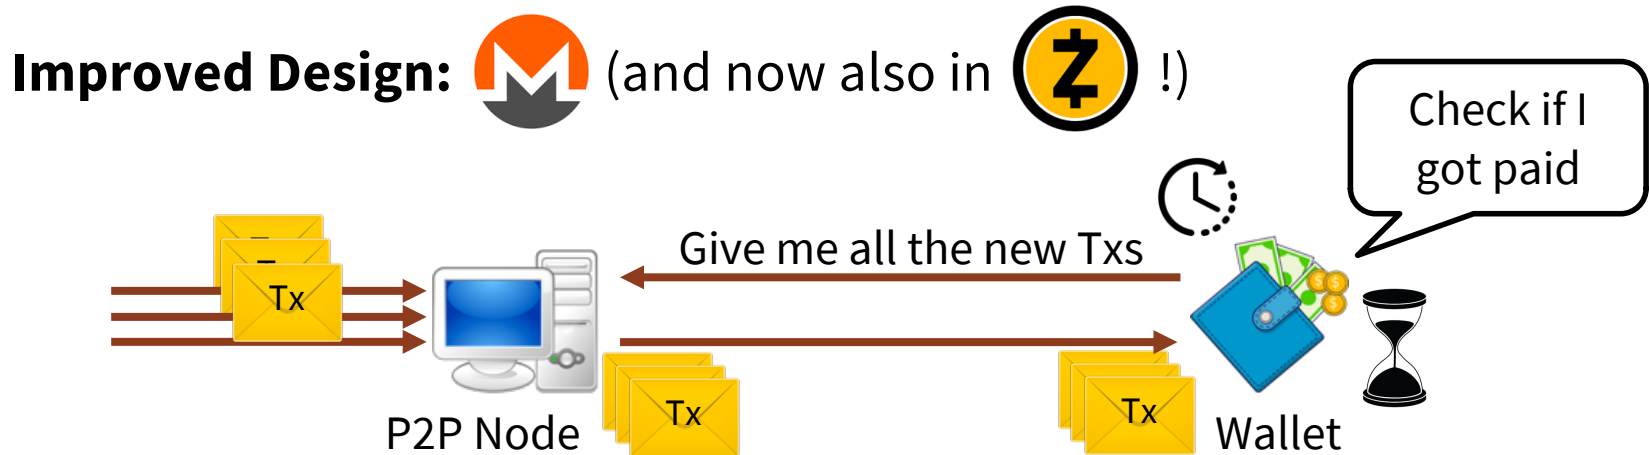 Improved Design: (and now also in !)
Check if I
got paid
Give me all the new Txs
Tx
Tx
Tx
P2P Node
Wallet